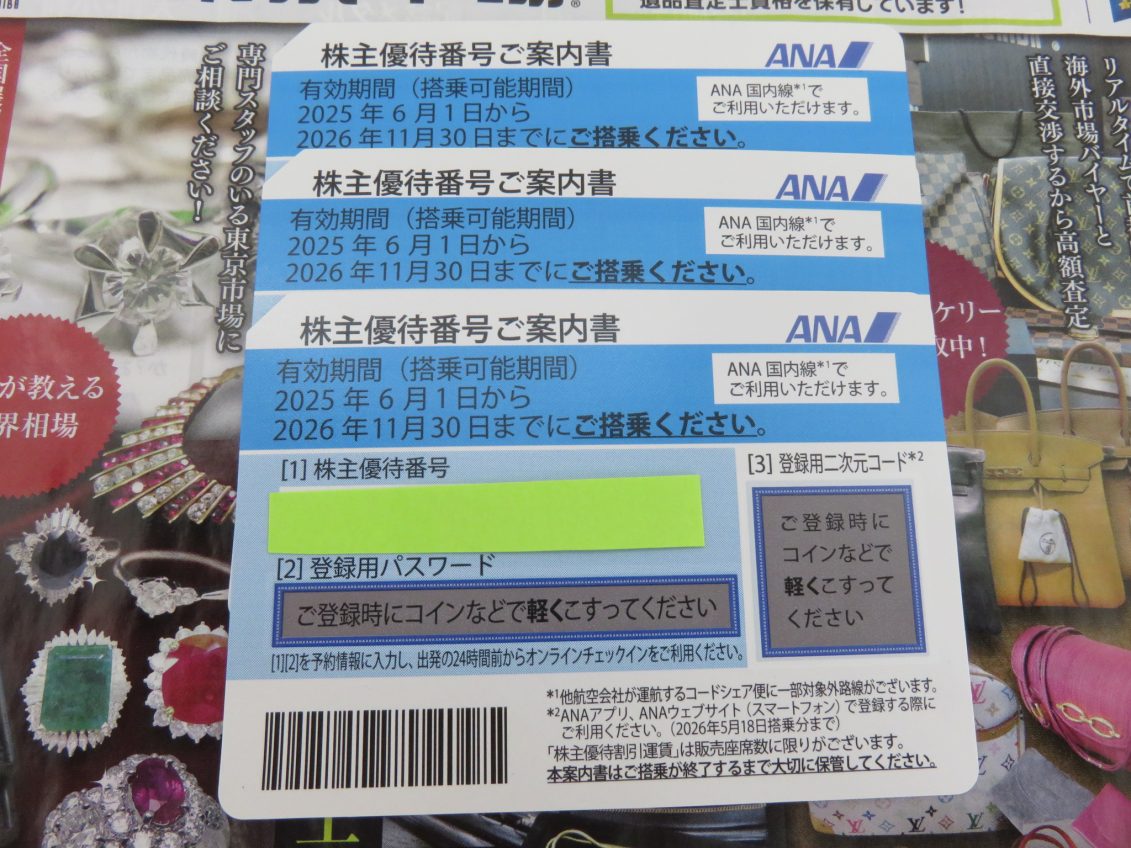 遺品査定士資格を保有しています!
株主優待番号ご案内書
ANA
有効期間(搭乗可能期間)
2025年6月1日から
2026年11月30日までにご搭乗ください。
ANA国内線*1で
ご利用いただけます。
株主優待番号ご案内書
ANA
有効期間(搭乗可能期間)
2025年6月1日から
2026年11月30日までにご搭乗ください。
ANA国内線*1で
ご利用いただけます。
株主優待番号ご案内書
ANA
有効期間(搭乗可能期間)
2025年6月1日から
2026年11月30日までにご搭乗ください。
ANA国内線*1で
ご利用いただけます。
[1]株主優待番号
[2]登録用パスワード
ご登録時にコインなどで軽くこすってください
[1][2]を予約情報に入力し、出発の24時間前からオンラインチェックインをご利用ください。
[3]登録用二次元コード*2
ご登録時に
コインなどで
軽くこすって
ください
*1他航空会社が運航するコードシェア便に一部対象外路線がございます。
*2ANAアプリ、ANAウェブサイト(スマートフォン)で登録する際に
ご利用ください。(2026年5月18日搭乗分まで)
「株主優待割引運賃」は販売座席数に限りがございます。
本案内書はご搭乗が終了するまで大切に保管してください。
専門スタッフのいる東京市場に
ご相談ください!
が教える
界相場
リアルタイムで
海外市場バイヤーと
直接交渉するから高額査定
ケリー
中!